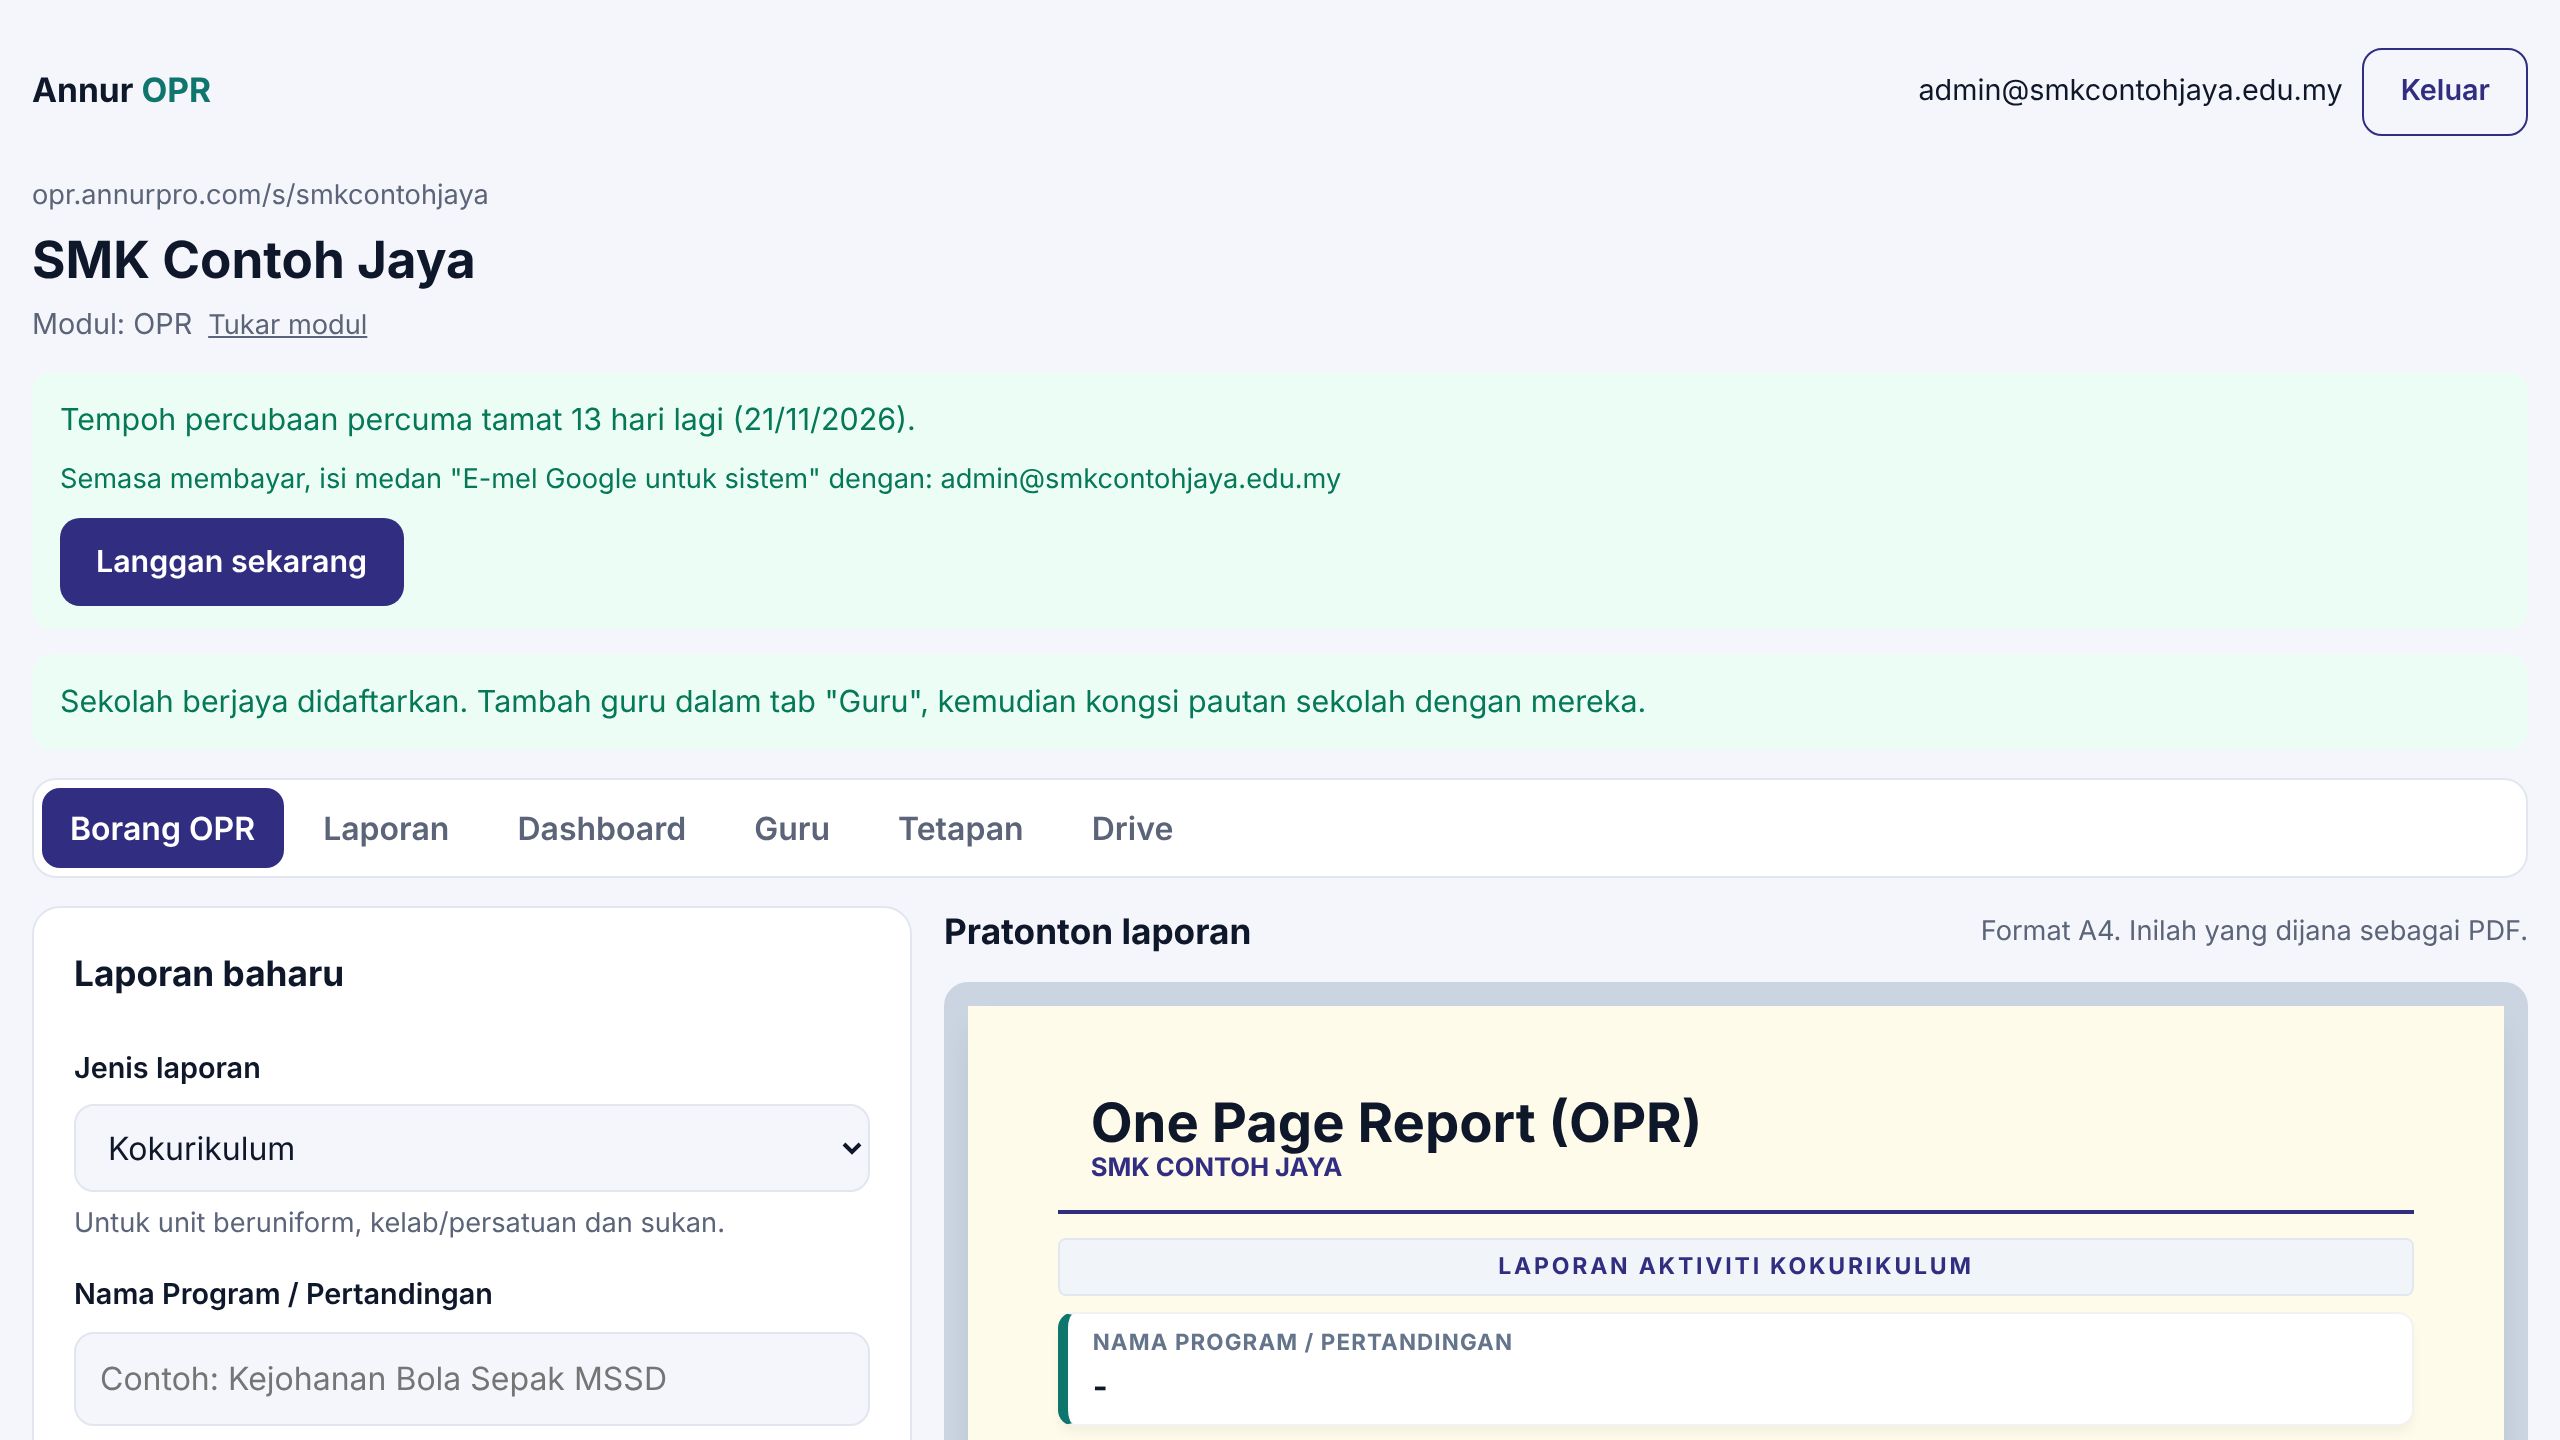 Annur OPR
admin@smkcontohjaya.edu.my
Keluar
opr.annurpro.com/s/smkcontohjaya
SMK Contoh Jaya
Modul: OPR Tukar modul
Tempoh percubaan percuma tamat 13 hari lagi (21/11/2026).
Semasa membayar, isi medan "E-mel Google untuk sistem" dengan: admin@smkcontohjaya.edu.my
Langgan sekarang
Sekolah berjaya didaftarkan. Tambah guru dalam tab "Guru", kemudian kongsi pautan sekolah dengan mereka.
Borang OPR Laporan Dashboard Guru Tetapan Drive
Laporan baharu
Jenis laporan
Kokurikulum
Untuk unit beruniform, kelab/persatuan dan sukan.
Nama Program / Pertandingan
Contoh: Kejohanan Bola Sepak MSSD
Pratonton laporan
Format A4. Inilah yang dijana sebagai PDF.
One Page Report (OPR)
SMK CONTOH JAYA
LAPORAN AKTIVITI KOKURIKULUM
NAMA PROGRAM / PERTANDINGAN
-